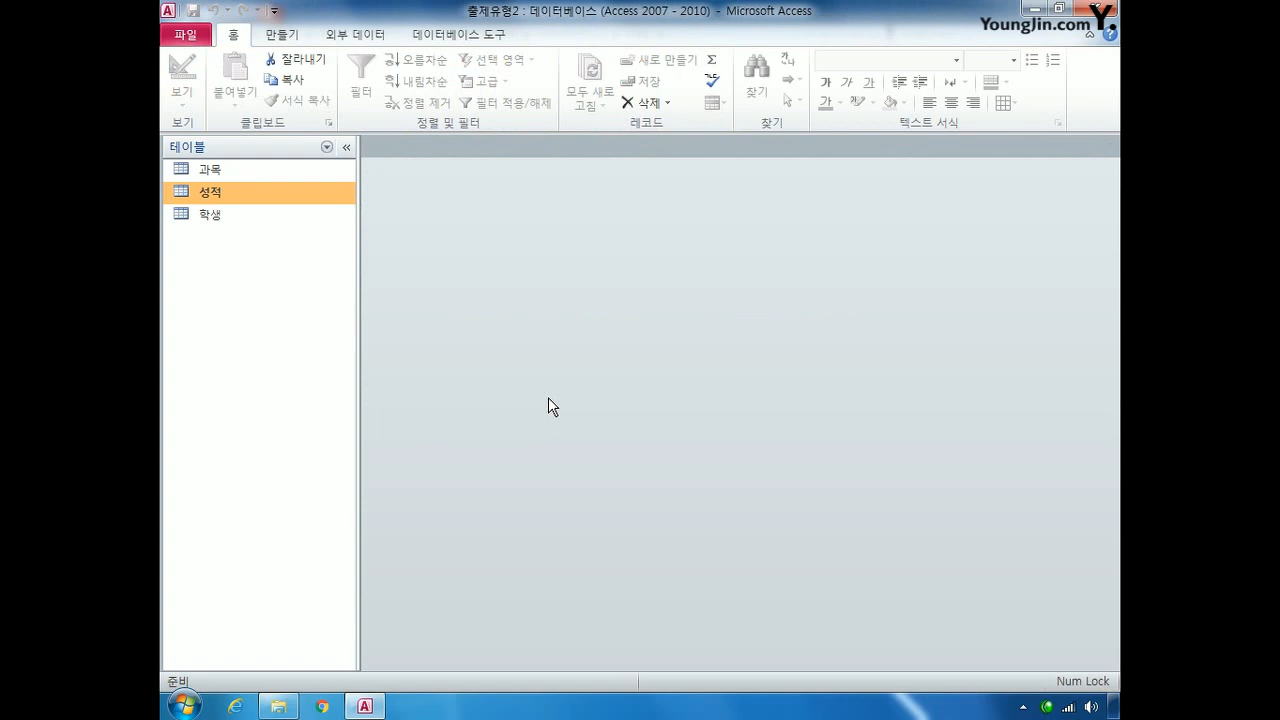 출제유형2 : 데이터베이스 (Access 2007 - 2010) - Microsoft Access
YoungJin.com Y.
파일 홈 만들기 외부 데이터 데이터베이스 도구
보기
붙여넣기
잘라내기
복사
서식 복사
필터
오름차순
내림차순
정렬 제거
선택 영역
고급
필터 적용/해제
모두 새로 고침
새로 만들기
저장
삭제
찾기
가 가 가
가
보기 클립보드 정렬 및 필터 레코드 찾기 텍스트 서식
테이블
과목
성적
학생
준비 Num Lock